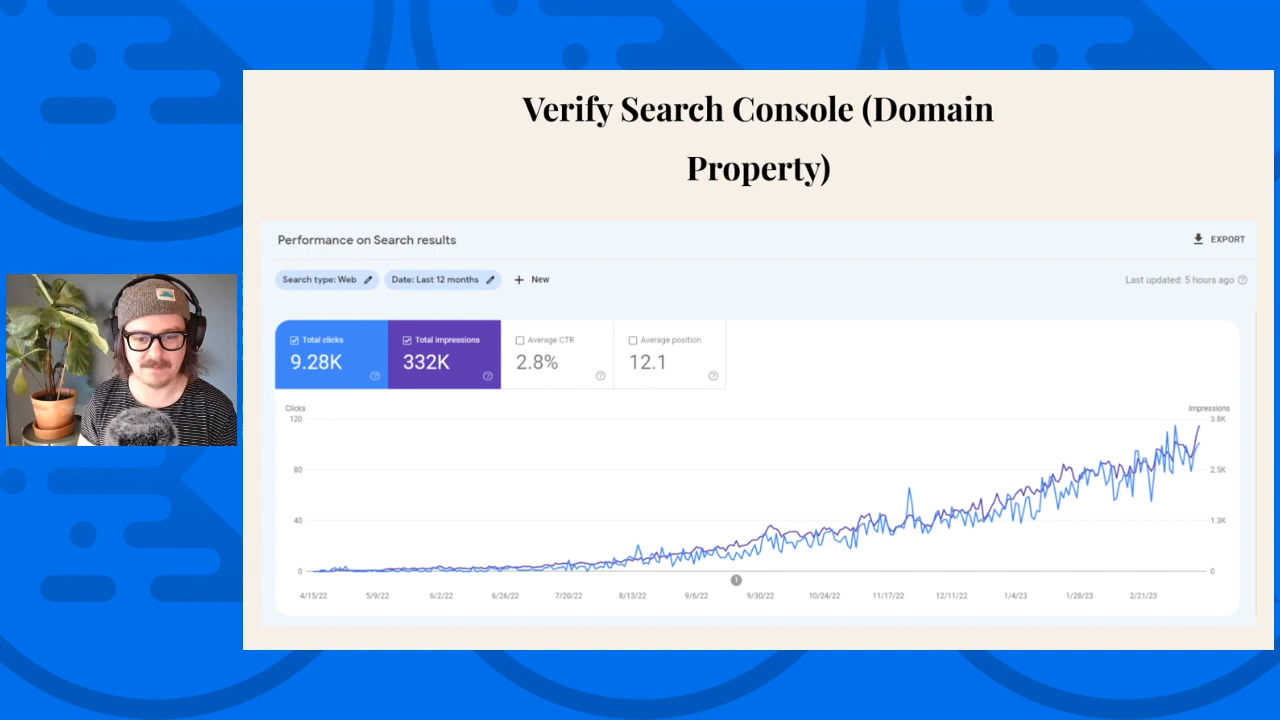 Verify Search Console (Domain
Property)
Performance on Search results
EXPORT
Search type: Web
Date: Last 12 months
+ New
Last updated: 5 hours ago
Total clicks
9.28K
Total impressions
332K
Average CTR
2.8%
Average position
12.1
Clicks
Impressions
120
3.8K
80
2.5K
40
1.3K
0
0
1
4/15/22 5/9/22 6/2/22 6/26/22 7/20/22 8/13/22 9/6/22 9/30/22 10/24/22 11/17/22 12/11/22 1/4/23 1/28/23 2/21/23